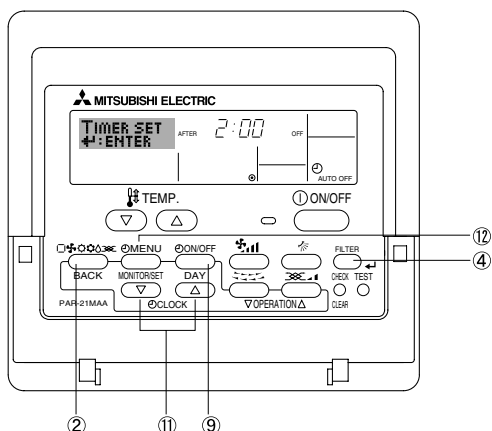 MITSUBISHI ELECTRIC
TIMER SET
:ENTER
AFTER 2:00 OFF
AUTO OFF
TEMP. ON/OFF
MENU ON/OFF FILTER
BACK MONITOR/SET DAY CHECK TEST
PAR-21MAA CLOCK OPERATION CLEAR
⑫
④
② ⑪ ⑨